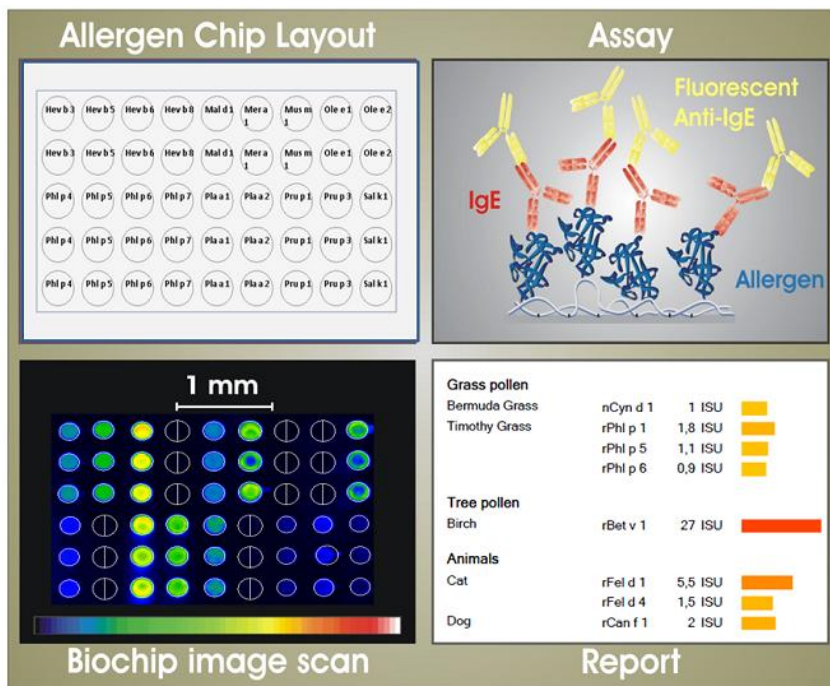 Allergen Chip Layout
Hev b 3 Hev b 5 Hev b 6 Hev b 8 Mal d 1 Mer a 1 Mus m 1 Ole e 1 Ole e 2
Hev b 3 Hev b 5 Hev b 6 Hev b 8 Mal d 1 Mer a 1 Mus m 1 Ole e 1 Ole e 2
Phl p 4 Phl p 5 Phl p 6 Phl p 7 Pla a 1 Pla a 2 Pru p 1 Pru p 3 Sal k 1
Phl p 4 Phl p 5 Phl p 6 Phl p 7 Pla a 1 Pla a 2 Pru p 1 Pru p 3 Sal k 1
Phl p 4 Phl p 5 Phl p 6 Phl p 7 Pla a 1 Pla a 2 Pru p 1 Pru p 3 Sal k 1
Assay
Fluorescent
Anti-IgE
IgE
Allergen
1 mm
Biochip image scan
Grass pollen
Bermuda Grass nCyn d 1 1 ISU
Timothy Grass rPhl p 1 1,8 ISU
rPhl p 5 1,1 ISU
rPhl p 6 0,9 ISU
Tree pollen
Birch rBet v 1 27 ISU
Animals
Cat rFel d 1 5,5 ISU
rFel d 4 1,5 ISU
Dog rCan f 1 2 ISU
Report